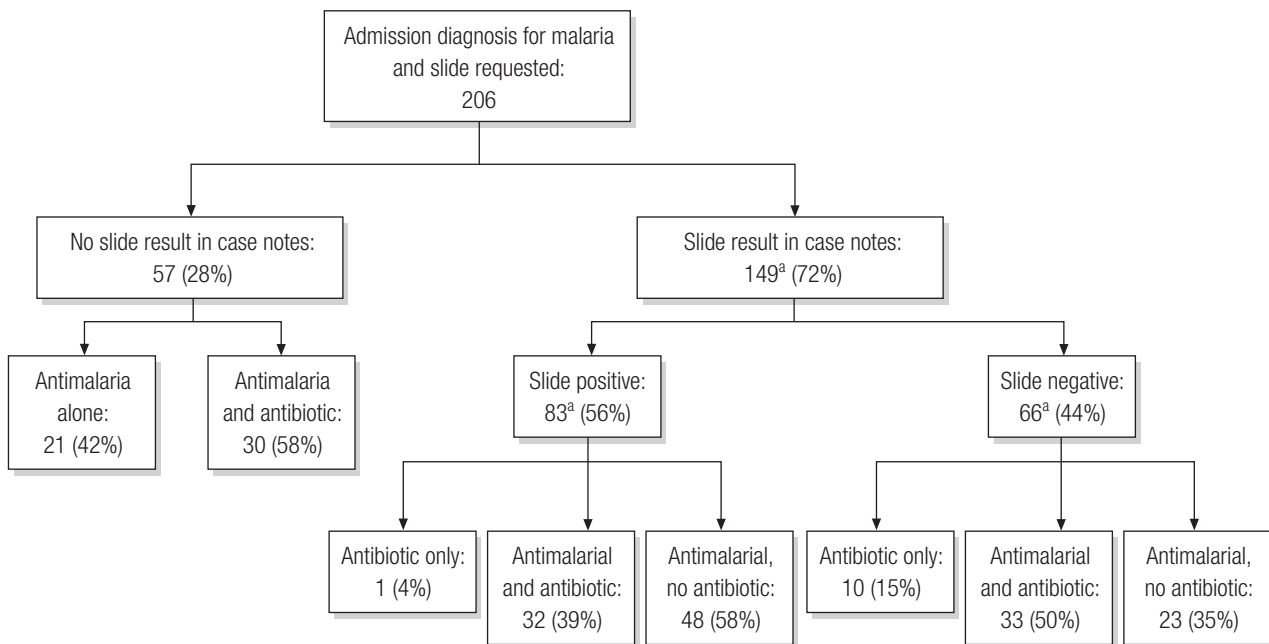 Admission diagnosis for malaria
and slide requested:
206
No slide result in case notes:
57 (28%)
Slide result in case notes:
149ᵃ (72%)
Antimalaria
alone:
21 (42%)
Antimalaria
and antibiotic:
30 (58%)
Slide positive:
83ᵃ (56%)
Slide negative:
66ᵃ (44%)
Antibiotic only:
1 (4%)
Antimalarial
and antibiotic:
32 (39%)
Antimalarial,
no antibiotic:
48 (58%)
Antibiotic only:
10 (15%)
Antimalarial
and antibiotic:
33 (50%)
Antimalarial,
no antibiotic:
23 (35%)